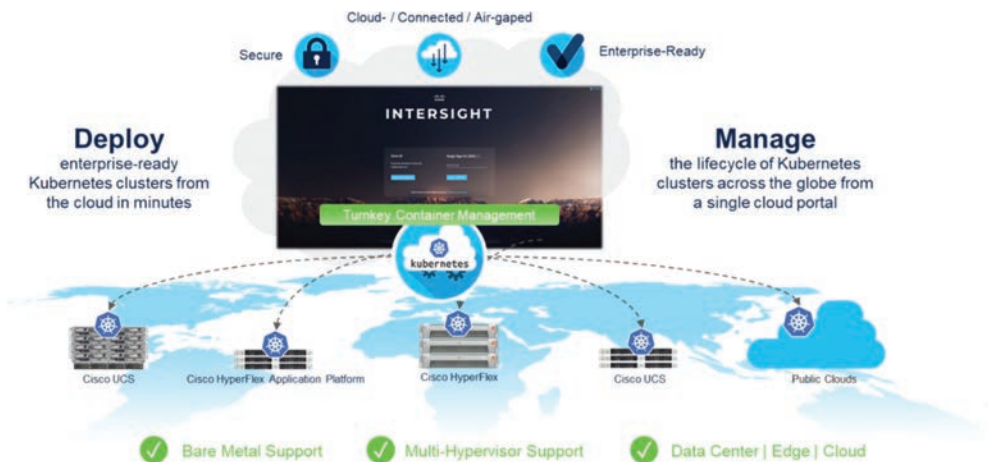 Cloud- / Connected / Air-gaped
Secure
Enterprise-Ready
INTERSIGHT
Deploy
enterprise-ready
Kubernetes clusters from
the cloud in minutes
Manage
the lifecycle of Kubernetes
clusters across the globe from
a single cloud portal
Turnkey Container Management
kubernetes
Cisco UCS
Cisco HyperFlex Application Platform
Cisco HyperFlex
Cisco UCS
Public Clouds
Bare Metal Support
Multi-Hypervisor Support
Data Center | Edge | Cloud